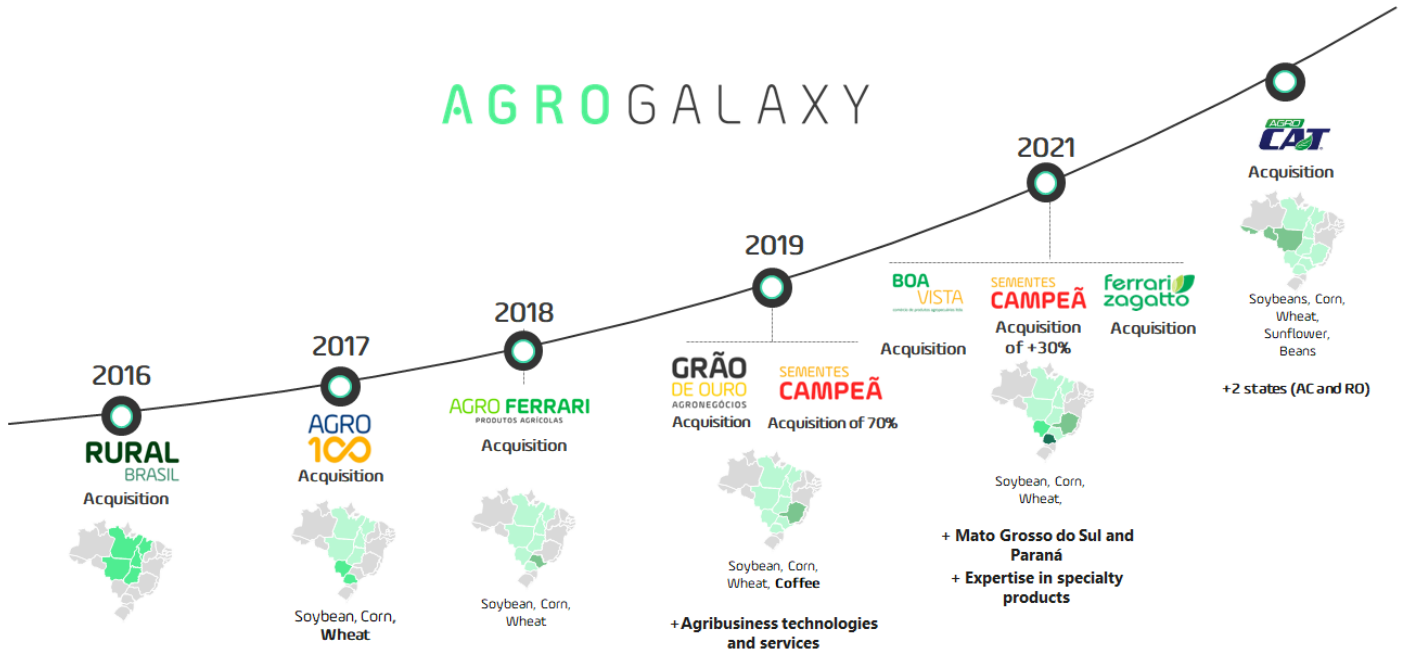 AGROGALAXY
2016
RURAL
BRASIL
Acquisition
2017
AGRO
100
Acquisition
Soybean, Corn,
Wheat
2018
AGRO FERRARI
PRODUTOS AGRÍCOLAS
Acquisition
Soybean, Corn,
Wheat
2019
GRÃO
DE OURO
AGRONEGÓCIOS
Acquisition
SEMENTES
CAMPEÃ
Acquisition of 70%
Soybean, Corn,
Wheat, Coffee
+Agribusiness technologies
and services
2021
BOA
VISTA
Acquisition
SEMENTES
CAMPEÃ
Acquisition
of +30%
ferrari
zagatto
Acquisition
Soybean, Corn,
Wheat,
+ Mato Grosso do Sul and
Paraná
+ Expertise in specialty
products
AGRO
CAT
Acquisition
Soybeans, Corn,
Wheat,
Sunflower,
Beans
+2 states (AC and RO)